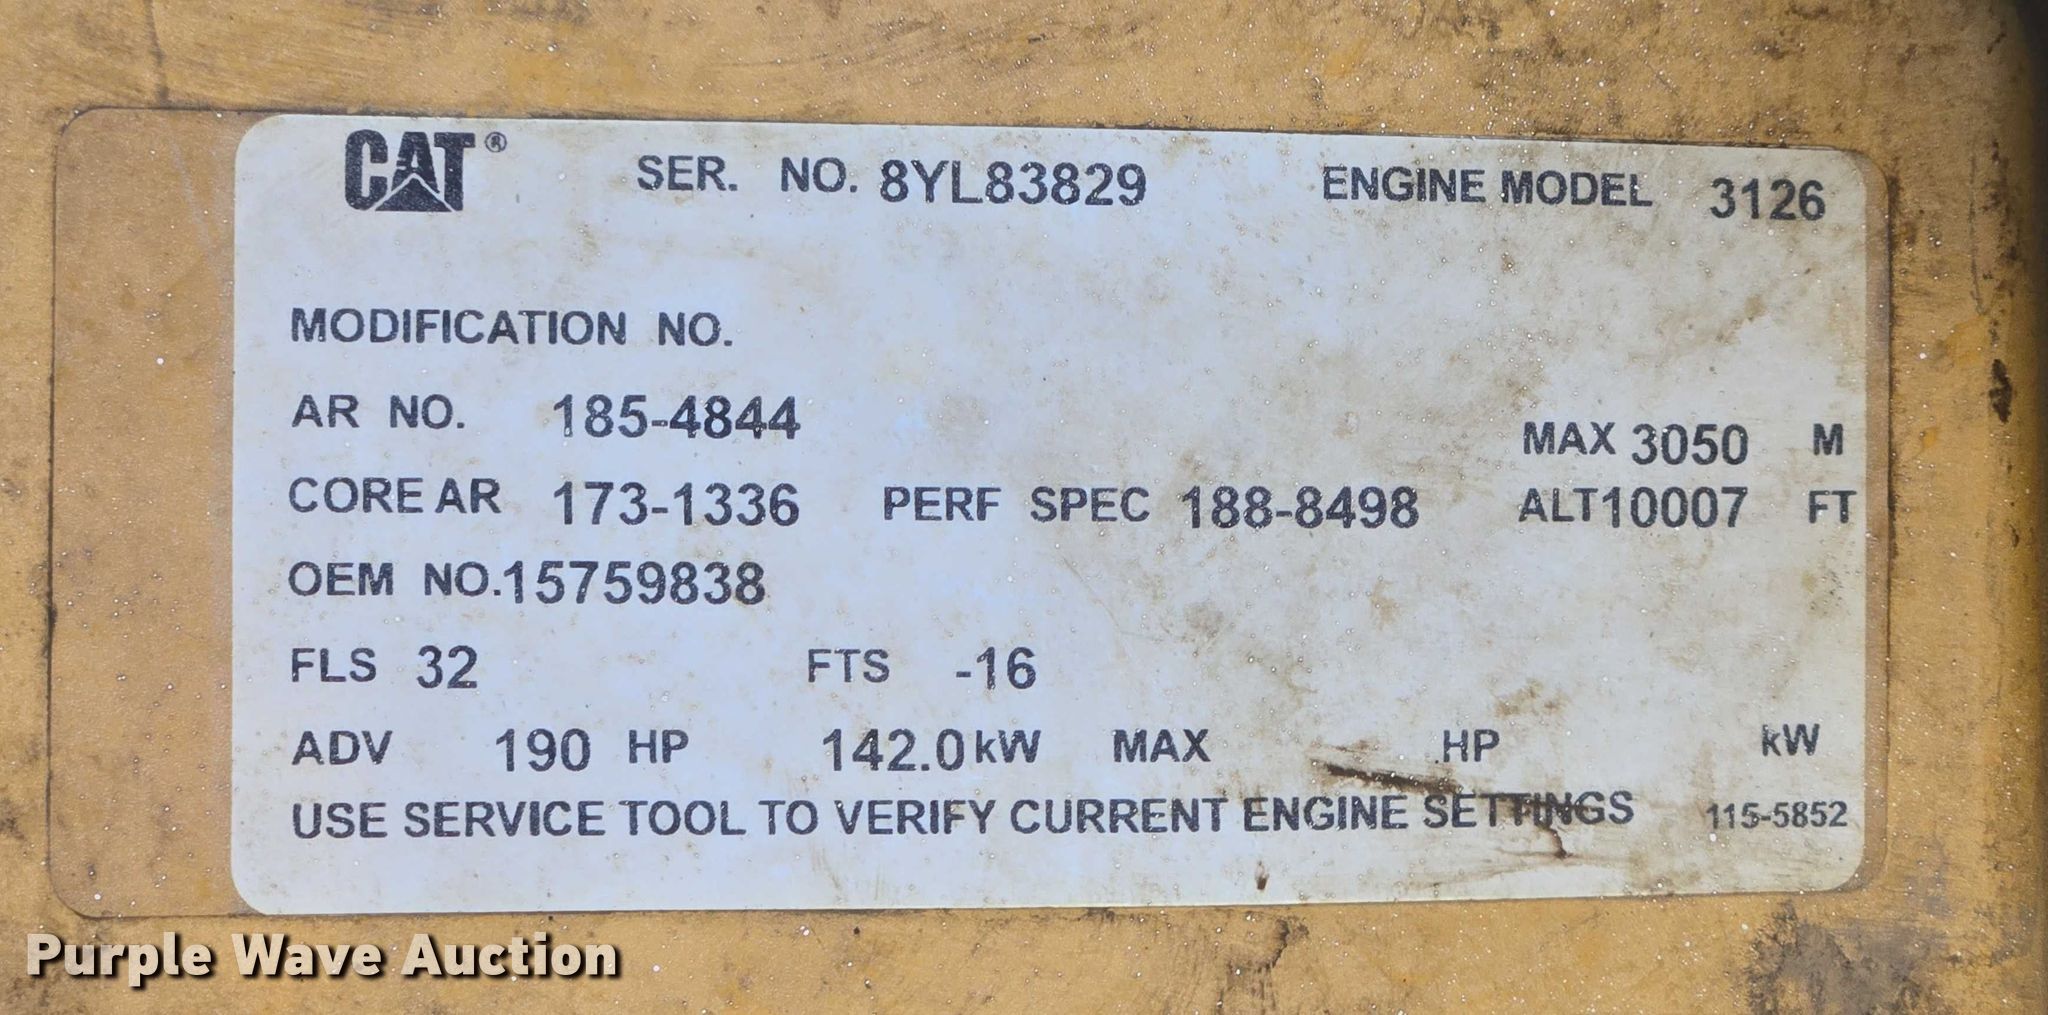 CAT® SER. NO. 8YL83829 ENGINE MODEL 3126
MODIFICATION NO.
AR NO. 185-4844 MAX 3050 M
CORE AR 173-1336 PERF SPEC 188-8498 ALT10007 FT
OEM NO.15759838
FLS 32 FTS -16
ADV 190 HP 142.0kW MAX HP kW
USE SERVICE TOOL TO VERIFY CURRENT ENGINE SETTINGS 115-5852
Purple Wave Auction